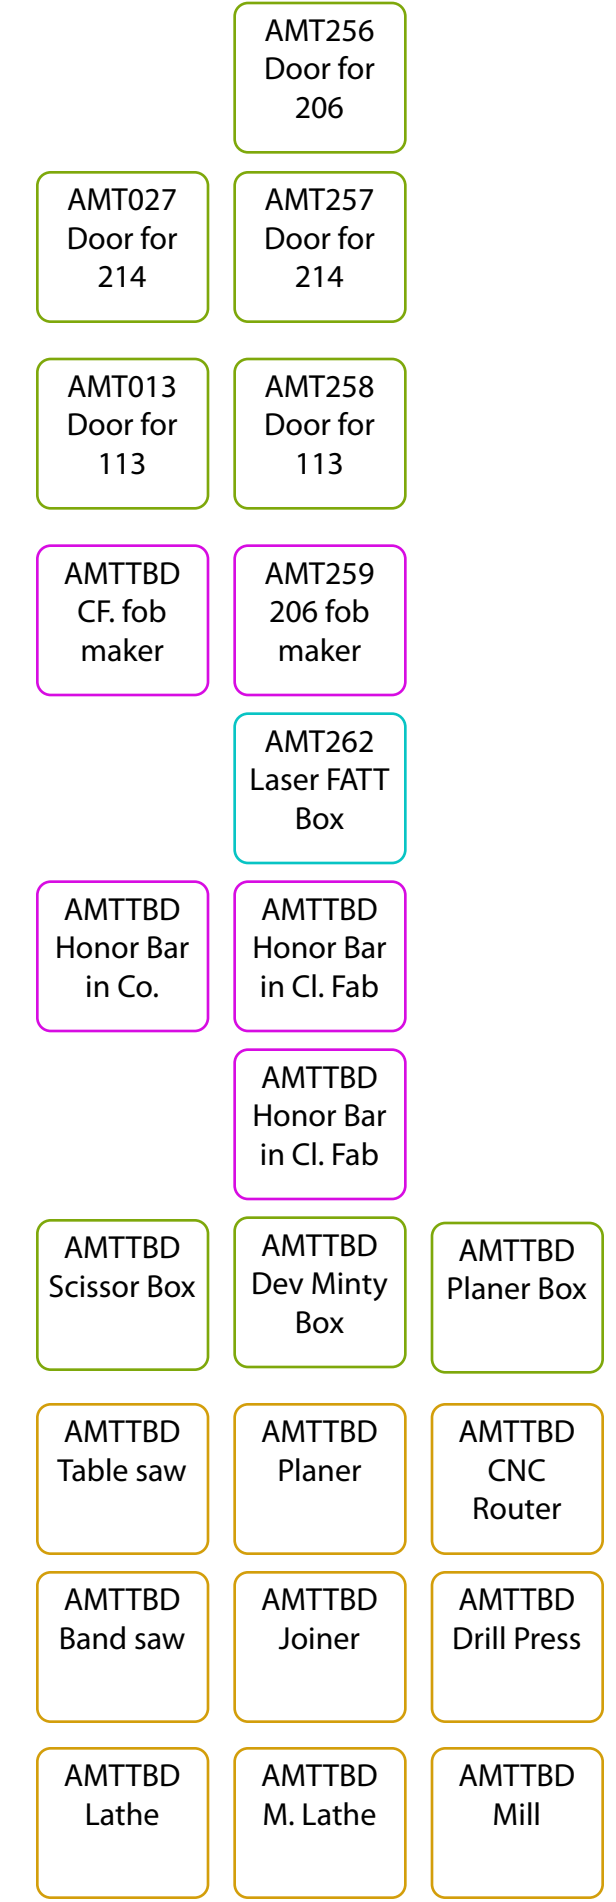 AMT256
Door for
206
AMT027
Door for
214
AMT257
Door for
214
AMT013
Door for
113
AMT258
Door for
113
AMTTBD
CF. fob
maker
AMT259
206 fob
maker
AMT262
Laser FATT
Box
AMTTBD
Honor Bar
in Co.
AMTTBD
Honor Bar
in Cl. Fab
AMTTBD
Honor Bar
in Cl. Fab
AMTTBD
Scissor Box
AMTTBD
Dev Minty
Box
AMTTBD
Planer Box
AMTTBD
Table saw
AMTTBD
Planer
AMTTBD
CNC
Router
AMTTBD
Band saw
AMTTBD
Joiner
AMTTBD
Drill Press
AMTTBD
Lathe
AMTTBD
M. Lathe
AMTTBD
Mill